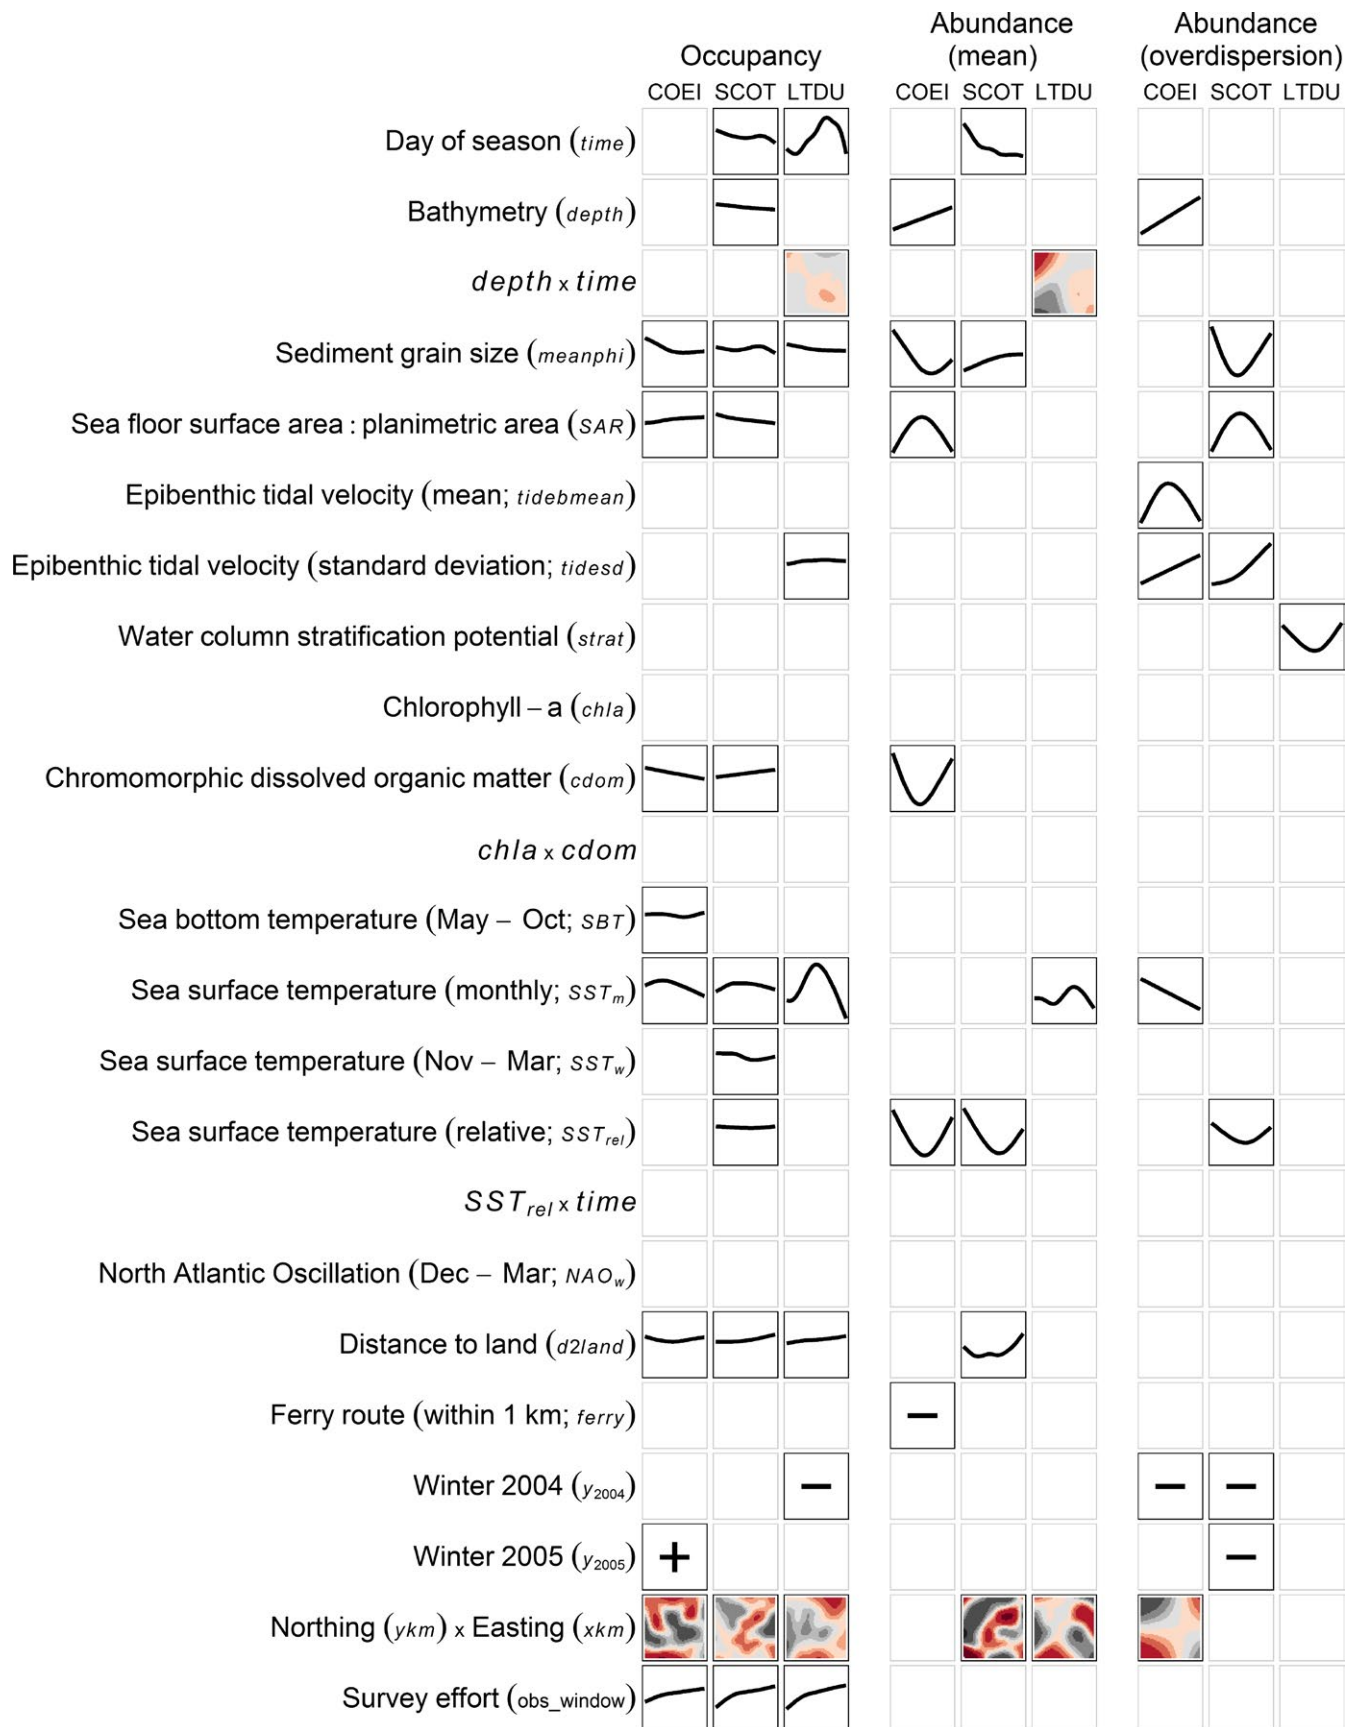 Occupancy
Abundance
(mean)
Abundance
(overdispersion)
COEI SCOT LTDU COEI SCOT LTDU COEI SCOT LTDU
Day of season (time)
Bathymetry (depth)
depth x time
Sediment grain size (meanphi)
Sea floor surface area : planimetric area (SAR)
Epibenthic tidal velocity (mean; tidebmean)
Epibenthic tidal velocity (standard deviation; tidesd)
Water column stratification potential (strat)
Chlorophyll – a (chla)
Chromomorphic dissolved organic matter (cdom)
chla x cdom
Sea bottom temperature (May – Oct; SBT)
Sea surface temperature (monthly; SSTm)
Sea surface temperature (Nov – Mar; SSTw)
Sea surface temperature (relative; SSTrel)
SSTrel x time
North Atlantic Oscillation (Dec – Mar; NAOw)
Distance to land (d2land)
Ferry route (within 1 km; ferry) –
Winter 2004 (y2004) – – –
Winter 2005 (y2005) + –
Northing (ykm) x Easting (xkm)
Survey effort (obs_window)